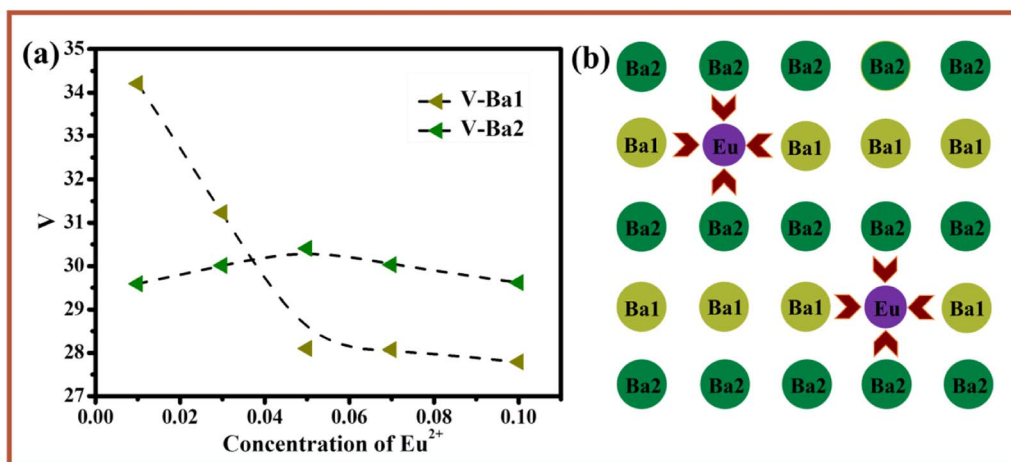 (a)
35
34
33
32
31
30
29
28
27
V
V-Ba1
V-Ba2
0.00 0.02 0.04 0.06 0.08 0.10
Concentration of Eu²⁺
(b)
Ba2 Ba2 Ba2 Ba2 Ba2
Ba1 Eu Ba1 Ba1 Ba1
Ba2 Ba2 Ba2 Ba2 Ba2
Ba1 Ba1 Ba1 Eu Ba1
Ba2 Ba2 Ba2 Ba2 Ba2